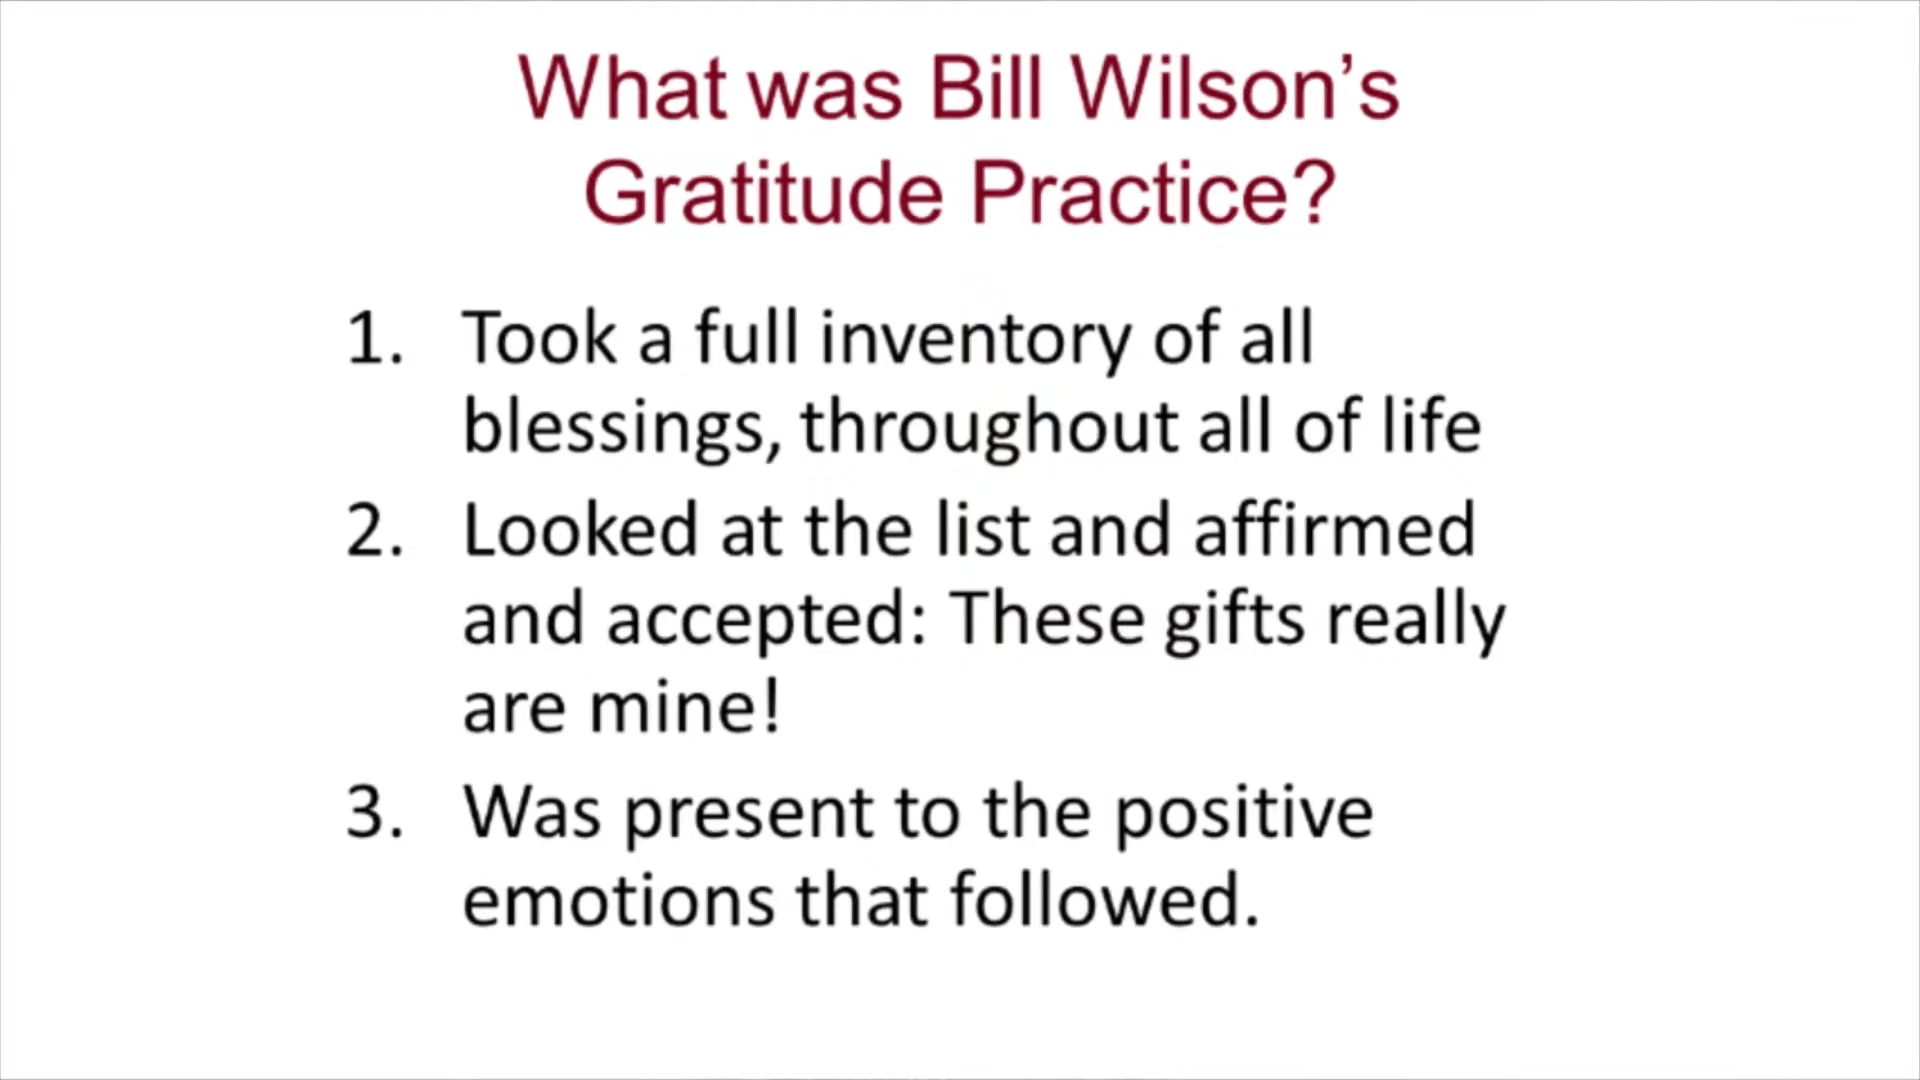 What was Bill Wilson’s
Gratitude Practice?
1. Took a full inventory of all
blessings, throughout all of life
2. Looked at the list and affirmed
and accepted: These gifts really
are mine!
3. Was present to the positive
emotions that followed.